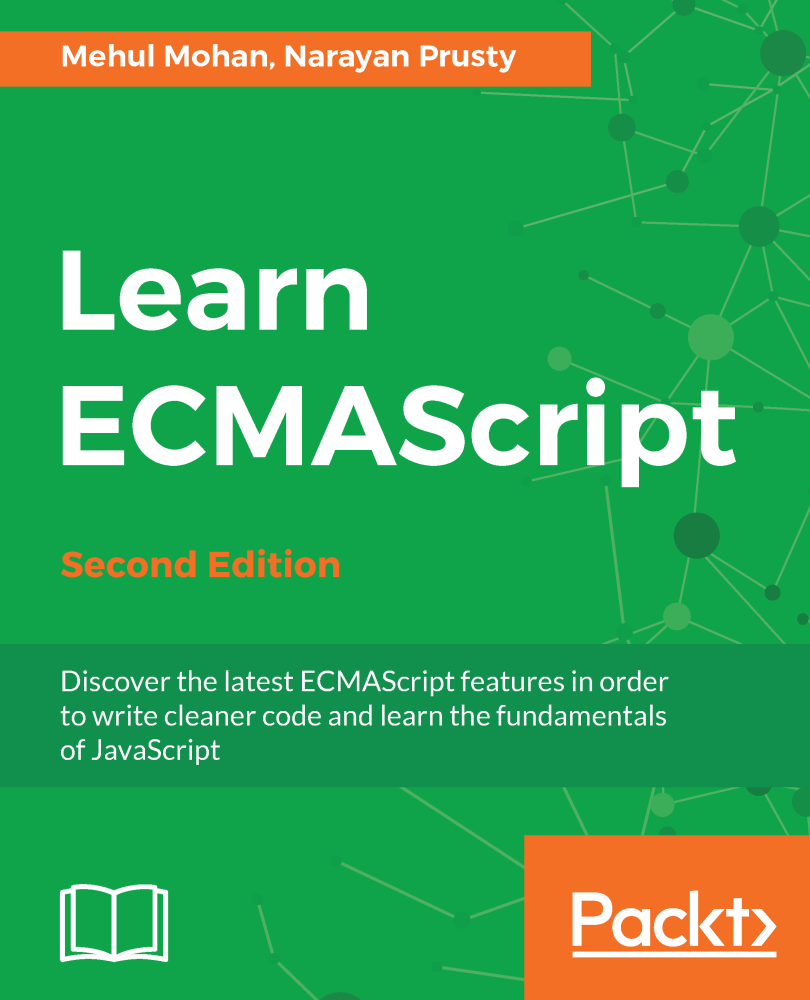 Mehul Mohan, Narayan Prusty
Learn
ECMAScript
Second Edition
Discover the latest ECMAScript features in order
to write cleaner code and learn the fundamentals
of JavaScript
Packt